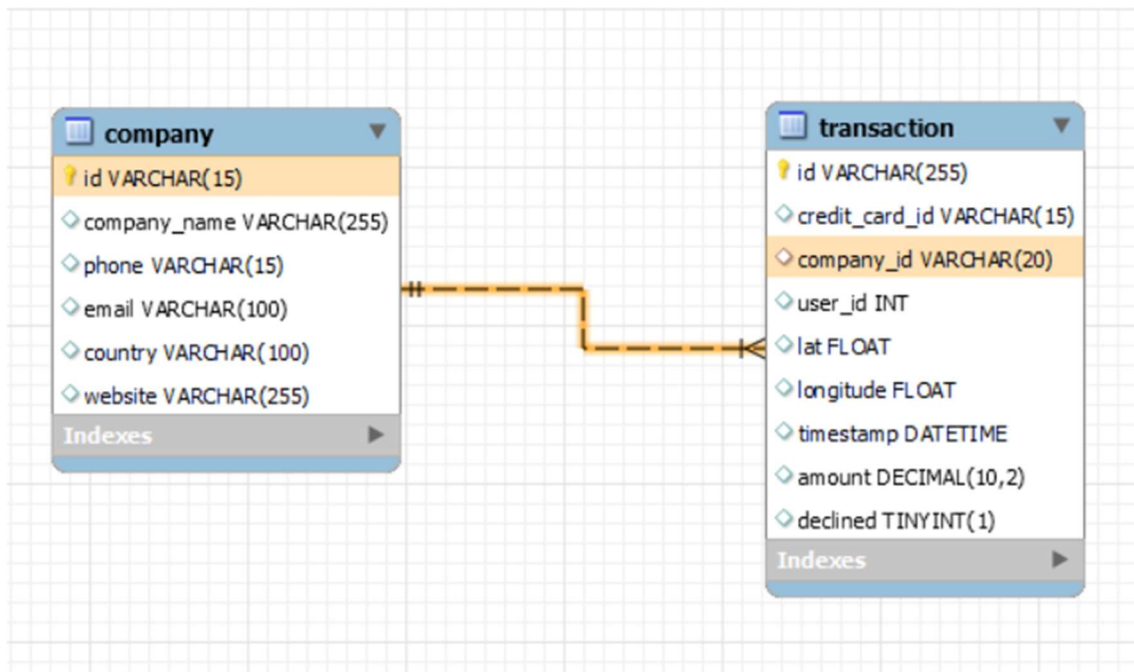 company
id VARCHAR(15)
company_name VARCHAR(255)
phone VARCHAR(15)
email VARCHAR(100)
country VARCHAR(100)
website VARCHAR(255)
Indexes
transaction
id VARCHAR(255)
credit_card_id VARCHAR(15)
company_id VARCHAR(20)
user_id INT
lat FLOAT
longitude FLOAT
timestamp DATETIME
amount DECIMAL(10,2)
declined TINYINT(1)
Indexes